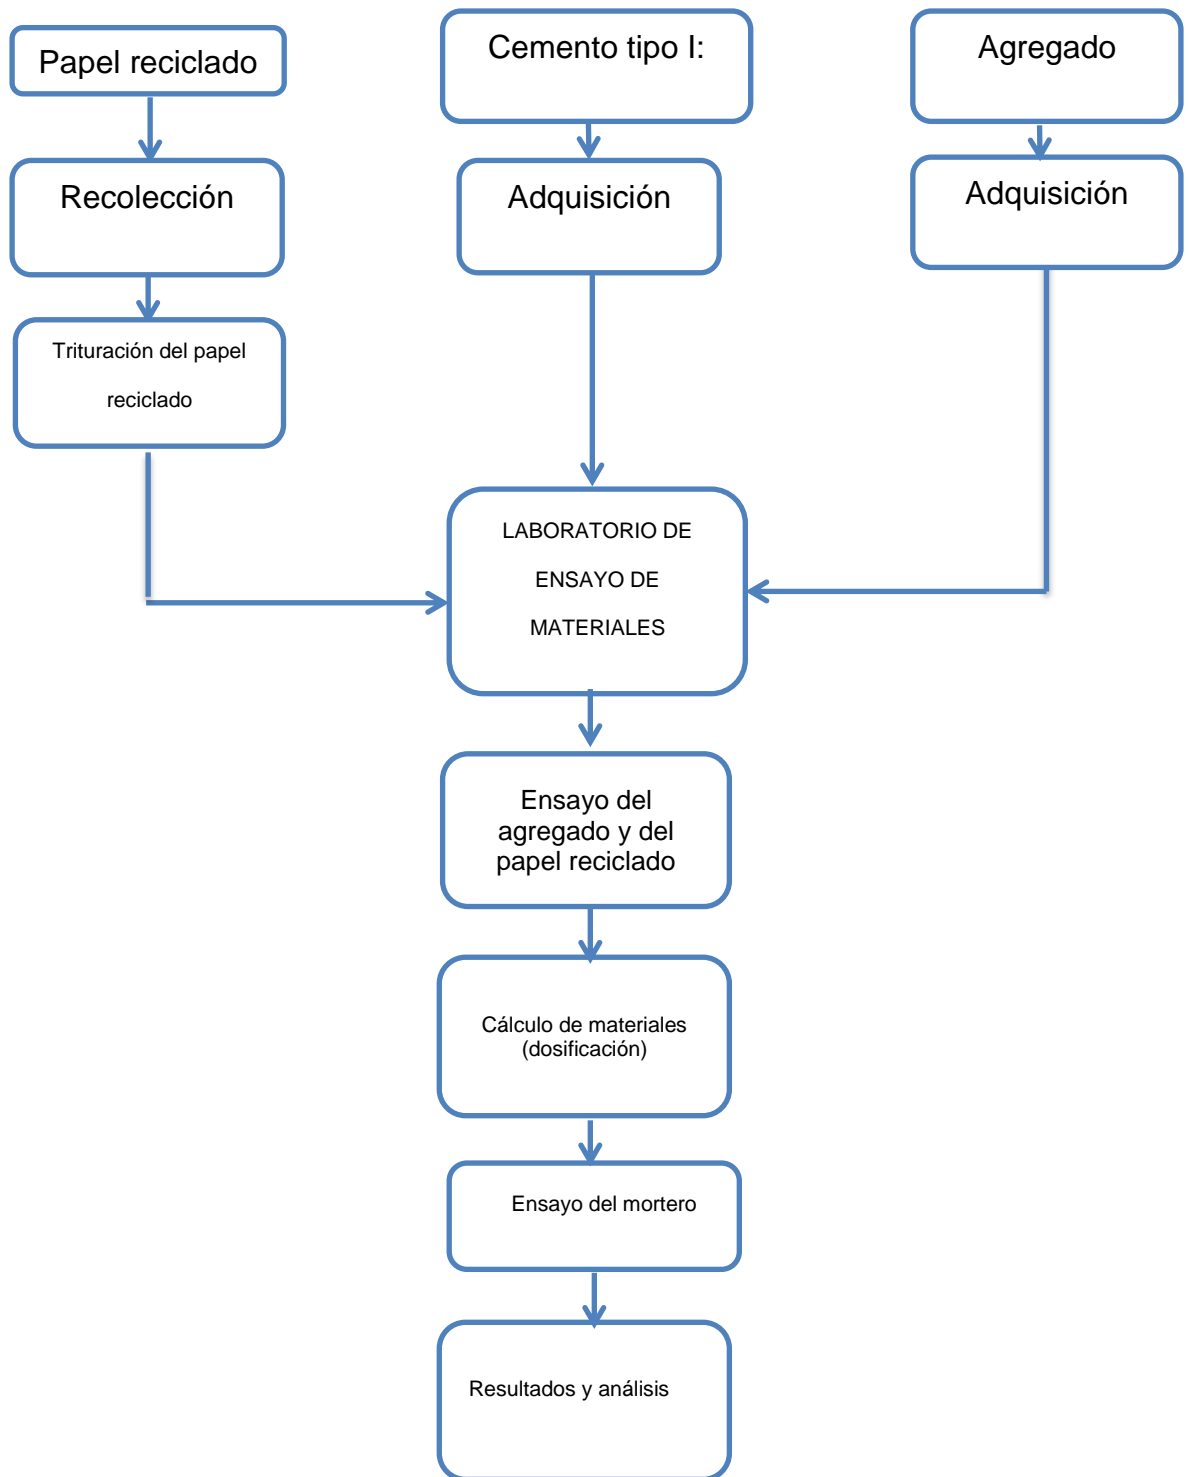 Papel reciclado
Cemento tipo I:
Agregado
Recolección
Adquisición
Adquisición
Trituración del papel
reciclado
LABORATORIO DE
ENSAYO DE
MATERIALES
Ensayo del
agregado y del
papel reciclado
Cálculo de materiales
(dosificación)
Ensayo del mortero
Resultados y análisis